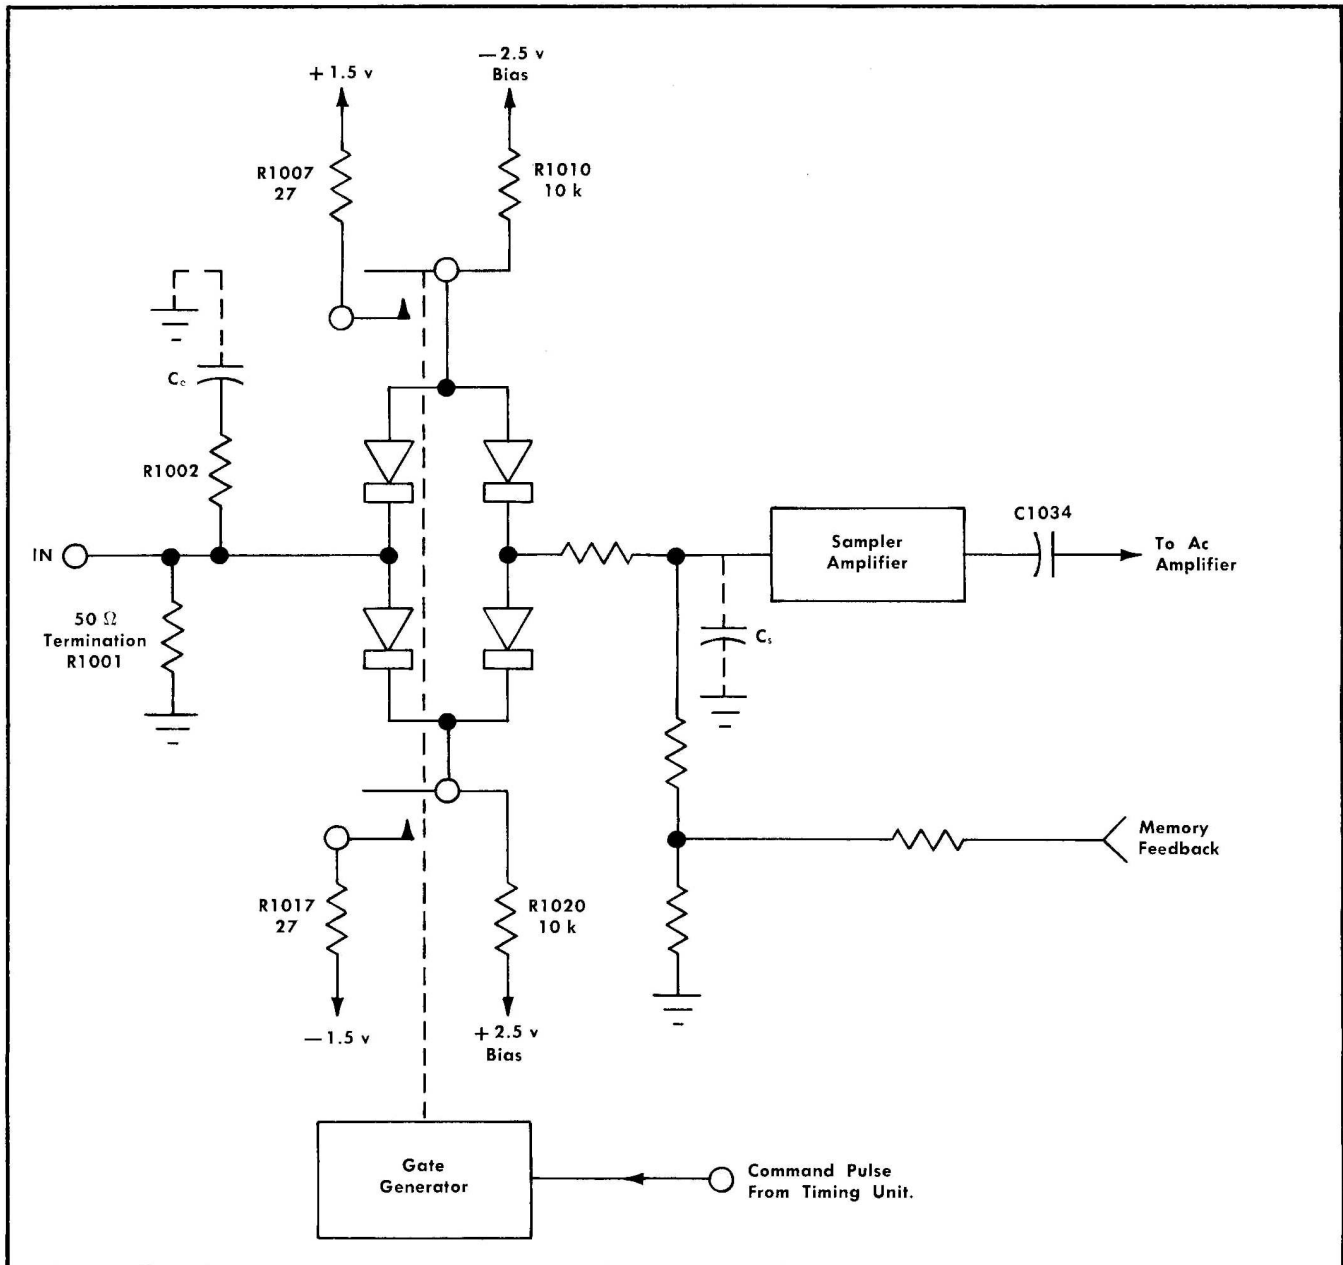 +1.5 v
—2.5 v
Bias
R1007
27
R1010
10 k
Cc
R1002
IN
50 Ω
Termination
R1001
Sampler
Amplifier
C1034
To Ac
Amplifier
Cs
Memory
Feedback
R1017
27
R1020
10 k
—1.5 v
+2.5 v
Bias
Gate
Generator
Command Pulse
From Timing Unit.